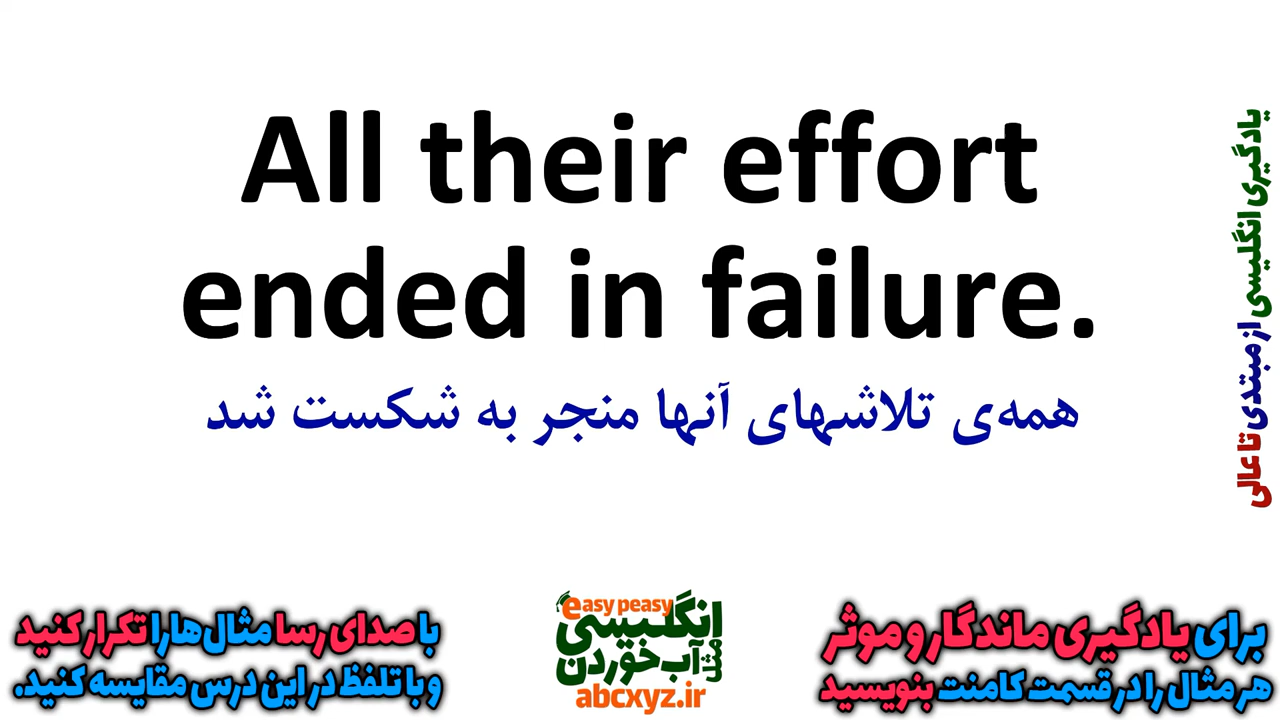 All their effort
ended in failure.
همه‌ی تلاشهای آنها منجر به شکست شد
یادگیری انگلیسی از مبتدی تا عالی
برای یادگیری ماندگار و موثر
هر مثال را در قسمت کامنت بنویسید
easy peasy
انگلیسی
مثل
آب خوردن
abcxyz.ir
با صدای رسا مثال‌ها را تکرار کنید
و با تلفظ در این درس مقایسه کنید.